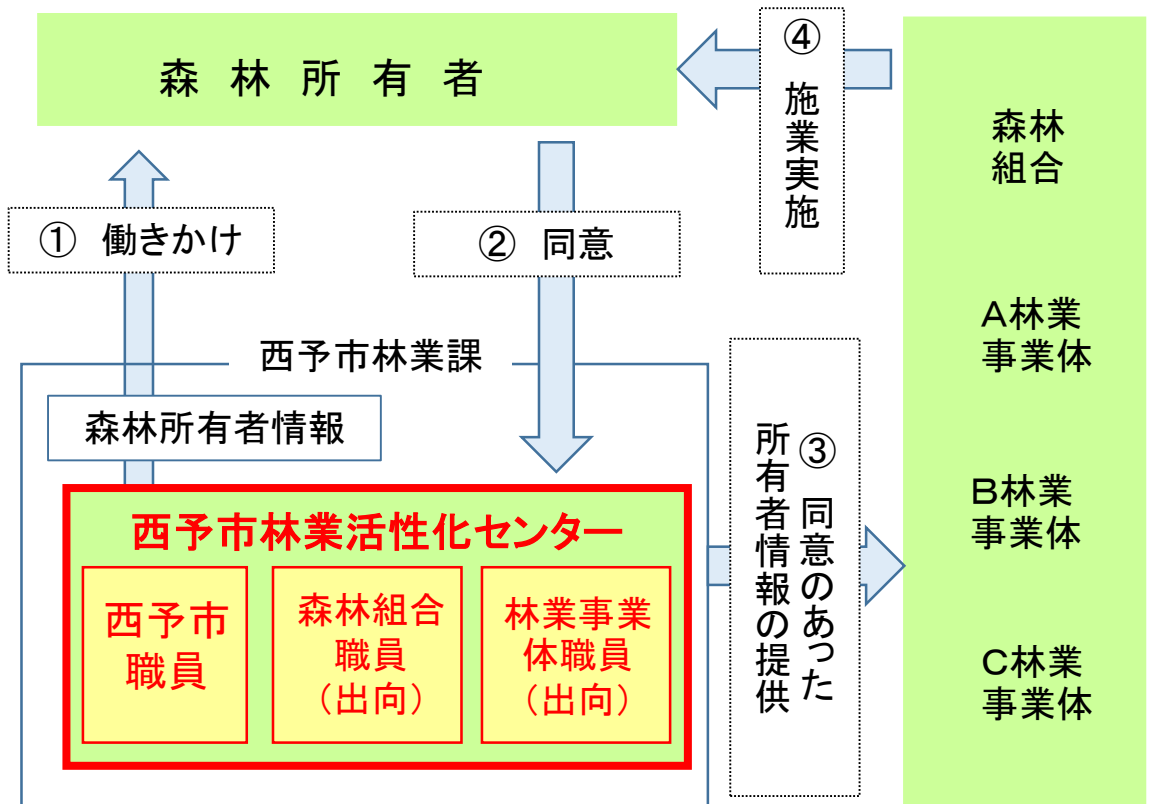 森林所有者
④ 施業実施
森林
組合
① 働きかけ
② 同意
A林業
事業体
西予市林業課
森林所有者情報
③ 同意のあった
所有者情報の提供
B林業
事業体
西予市林業活性化センター
西予市
職員
森林組合
職員
（出向）
林業事業
体職員
（出向）
C林業
事業体